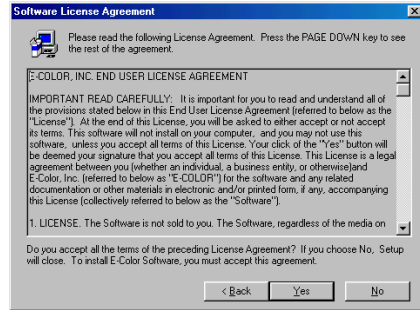 Software License Agreement
Please read the following License Agreement. Press the PAGE DOWN key to see
the rest of the agreement.
E-COLOR, INC. END USER LICENSE AGREEMENT
IMPORTANT READ CAREFULLY: It is important for you to read and understand all of
the provisions stated below in this End User License Agreement (referred to below as the
"License"). At the end of this License, you will be asked to either accept or not accept
its terms. This software will not install on your computer, and you may not use this
software, unless you accept all terms of this License. Your click of the "Yes" button will
be deemed your signature that you accept all terms of this License. This License is a legal
agreement between you (whether an individual, a business entity, or otherwise)and
E-Color, Inc. (referred to below as "E-COLOR") for the software and any related
documentation or other materials in electronic and/or printed form, if any, accompanying
this License (collectively referred to below as the "Software").
1. LICENSE. The Software is not sold to you. The Software, regardless of the media on
Do you accept all the terms of the preceding License Agreement? If you choose No, Setup
will close. To install E-Color Software, you must accept this agreement.
< Back
Yes
No